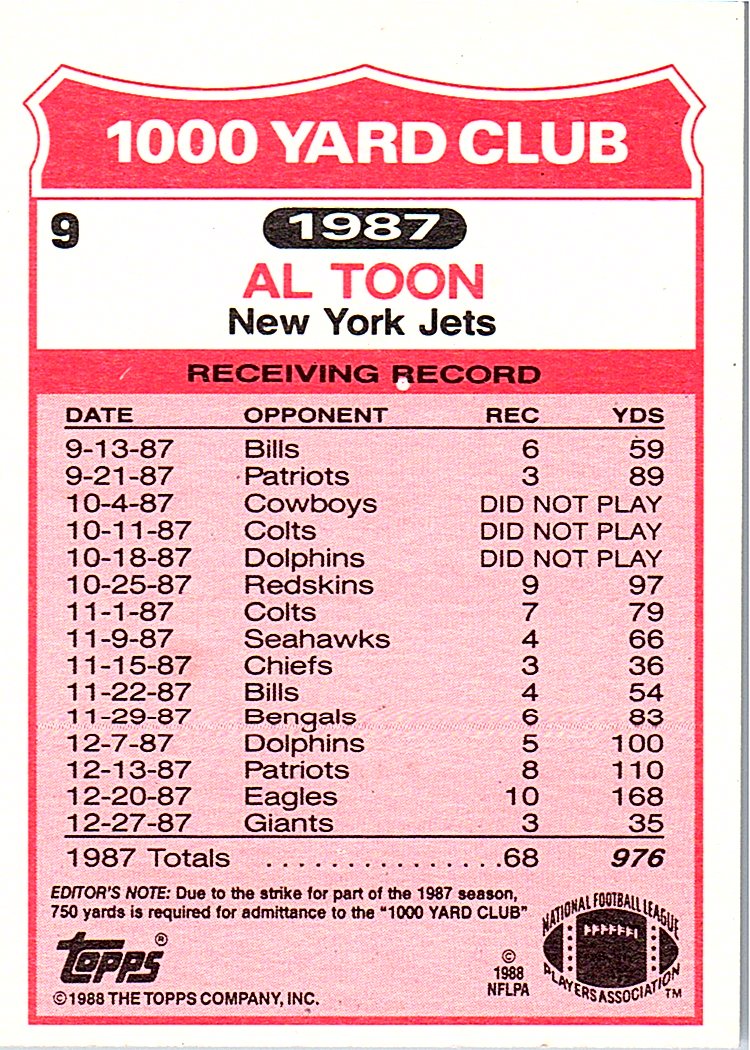 1000 YARD CLUB
9
1987
AL TOON
New York Jets
RECEIVING RECORD
DATE OPPONENT REC YDS
9-13-87 Bills 6 59
9-21-87 Patriots 3 89
10-4-87 Cowboys DID NOT PLAY
10-11-87 Colts DID NOT PLAY
10-18-87 Dolphins DID NOT PLAY
10-25-87 Redskins 9 97
11-1-87 Colts 7 79
11-9-87 Seahawks 4 66
11-15-87 Chiefs 3 36
11-22-87 Bills 4 54
11-29-87 Bengals 6 83
12-7-87 Dolphins 5 100
12-13-87 Patriots 8 110
12-20-87 Eagles 10 168
12-27-87 Giants 3 35
1987 Totals . . . . . . . . . . . . . . . 68 976
EDITOR'S NOTE: Due to the strike for part of the 1987 season,
750 yards is required for admittance to the "1000 YARD CLUB"
topps®
©1988 THE TOPPS COMPANY, INC.
©
1988
NFLPA
NATIONAL FOOTBALL LEAGUE
PLAYERS ASSOCIATION™